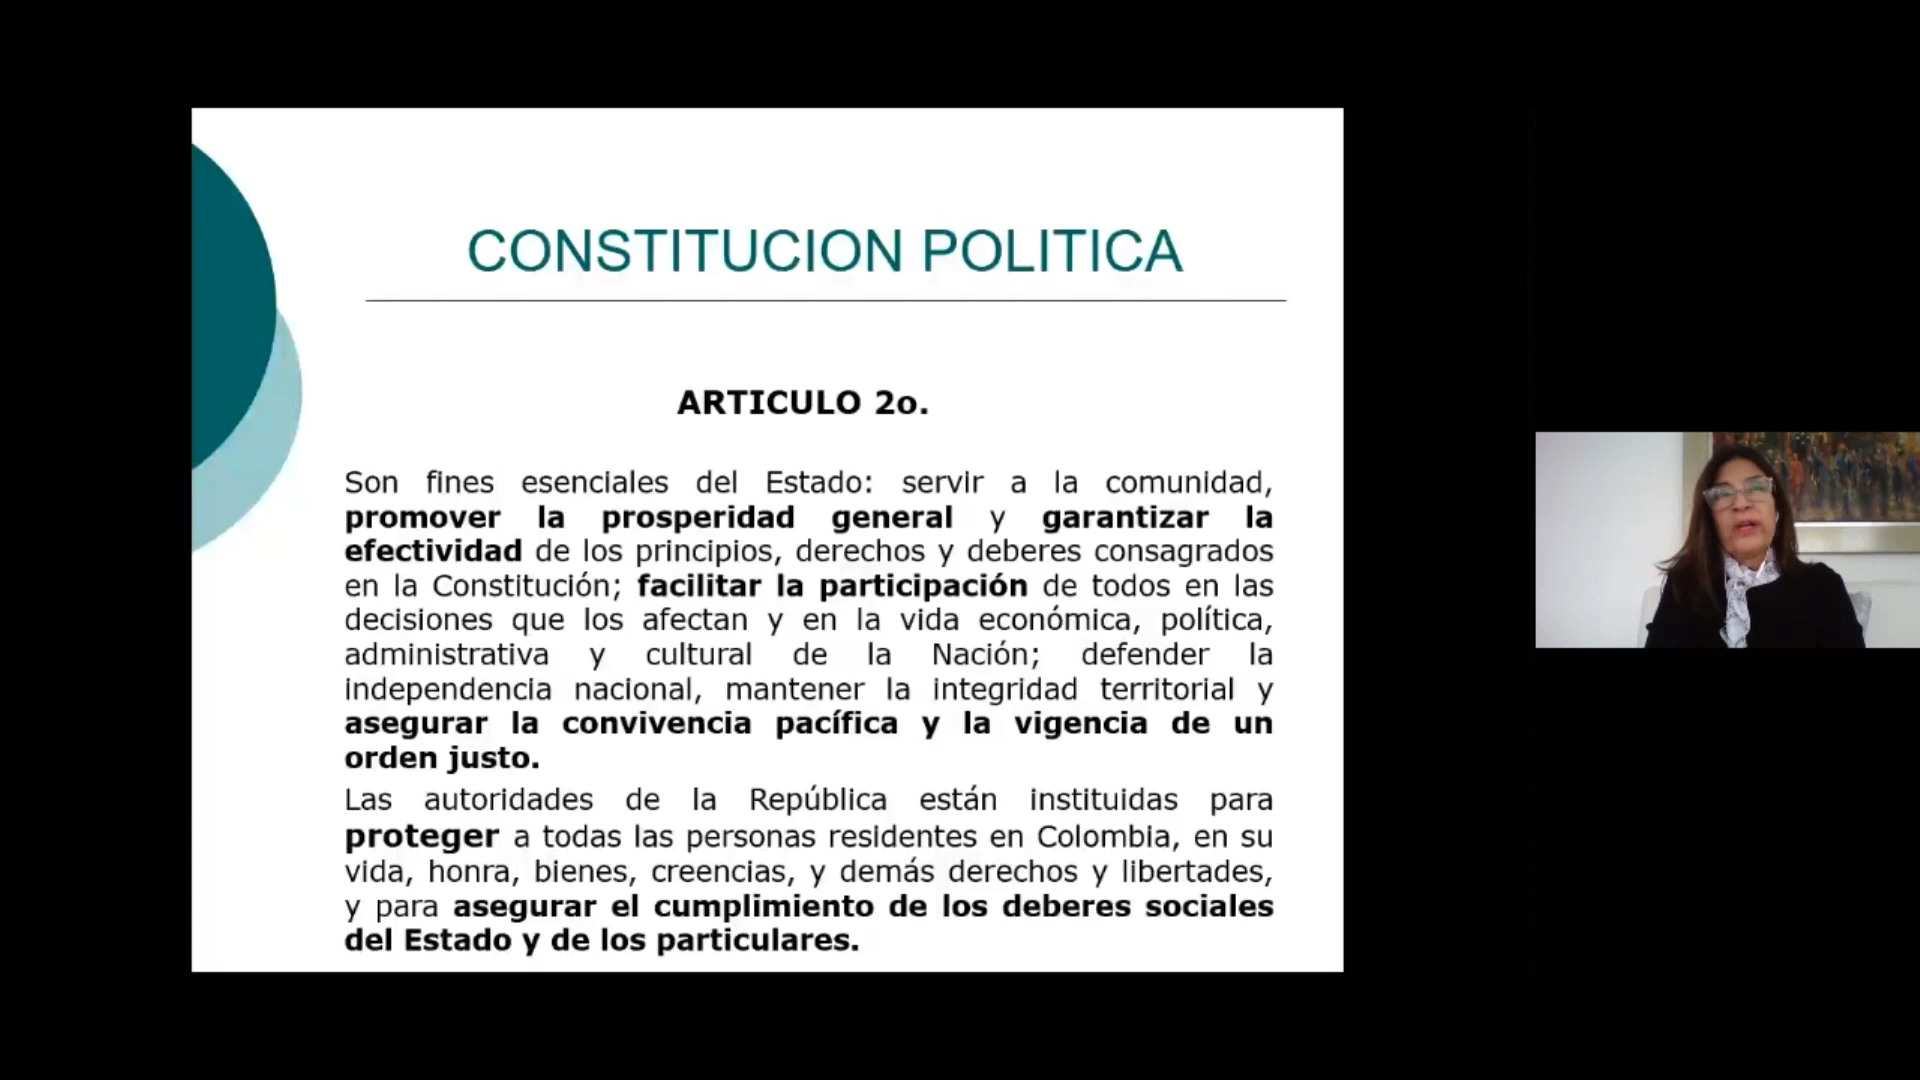 CONSTITUCION POLITICA
ARTICULO 2o.
Son fines esenciales del Estado: servir a la comunidad,
promover la prosperidad general y garantizar la
efectividad de los principios, derechos y deberes consagrados
en la Constitución; facilitar la participación de todos en las
decisiones que los afectan y en la vida económica, política,
administrativa y cultural de la Nación; defender la
independencia nacional, mantener la integridad territorial y
asegurar la convivencia pacífica y la vigencia de un
orden justo.
Las autoridades de la República están instituidas para
proteger a todas las personas residentes en Colombia, en su
vida, honra, bienes, creencias, y demás derechos y libertades,
y para asegurar el cumplimiento de los deberes sociales
del Estado y de los particulares.